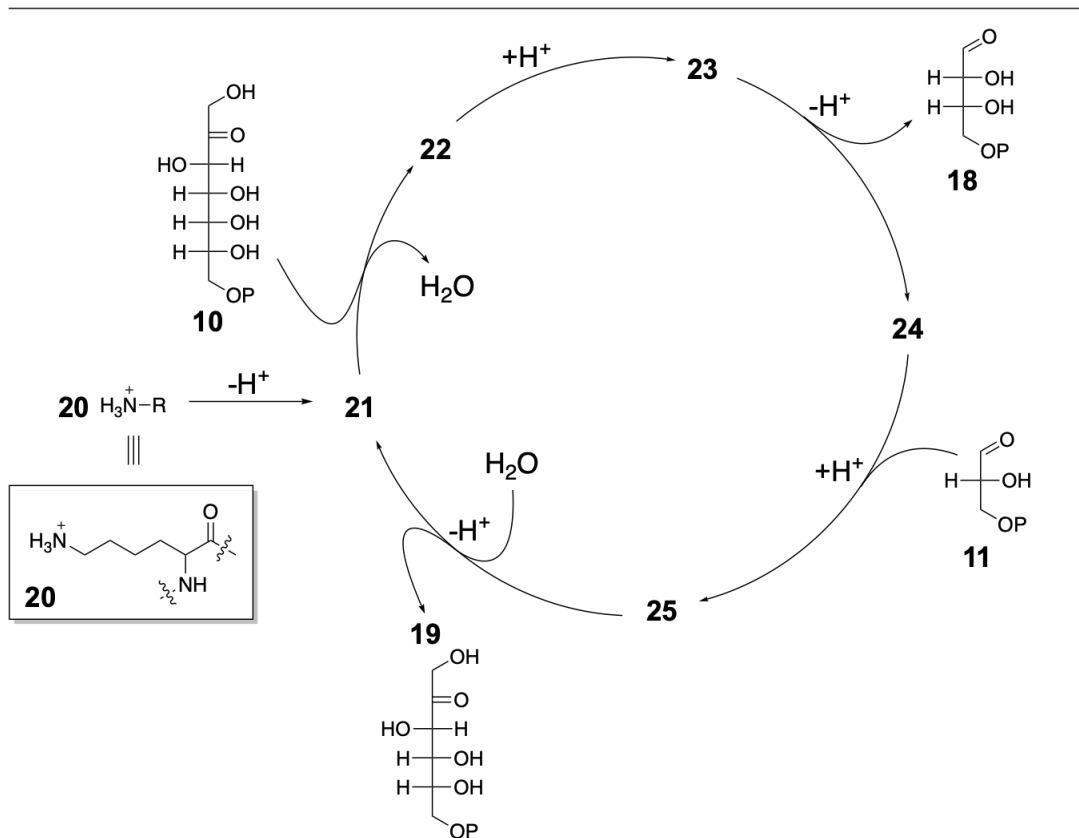 OH
O
HO H
H OH
H OH
H OH
OP
10
22
+H⁺
23
-H⁺
O
H OH
H OH
OP
18
H₂O
24
20 H₃N⁺–R
-H⁺
21
H₂O
-H⁺
+H⁺
O
H OH
OP
11
H₃N⁺
O
NH
20
25
19
OH
O
HO H
H OH
H OH
OP